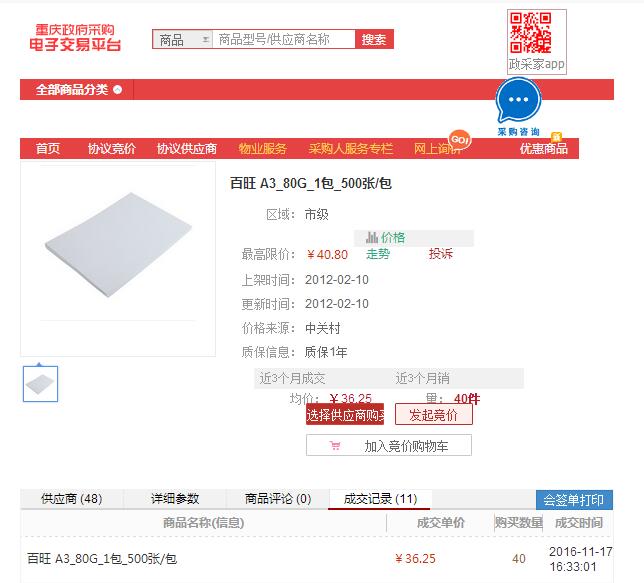 重庆政府采购
电子交易平台
商品
商品型号/供应商名称
搜索
政采家app
全部商品分类
采购咨询
首页 协议竞价 协议供应商 物业服务 采购人服务专栏 网上询价 优惠商品
GO!
百旺 A3_80G_1包_500张/包
区域： 市级
价格
最高限价： ￥40.80 走势 投诉
上架时间： 2012-02-10
更新时间： 2012-02-10
价格来源： 中关村
质保信息： 质保1年
近3个月成交 近3个月销
均价： ￥36.25 量： 40件
选择供应商购买 发起竞价
加入竞价购物车
供应商 (48) 详细参数 商品评论 (0) 成交记录 (11) 会签单打印
商品名称(信息) 成交单价 购买数量 成交时间
百旺 A3_80G_1包_500张/包 ￥36.25 40 2016-11-17
16:33:01